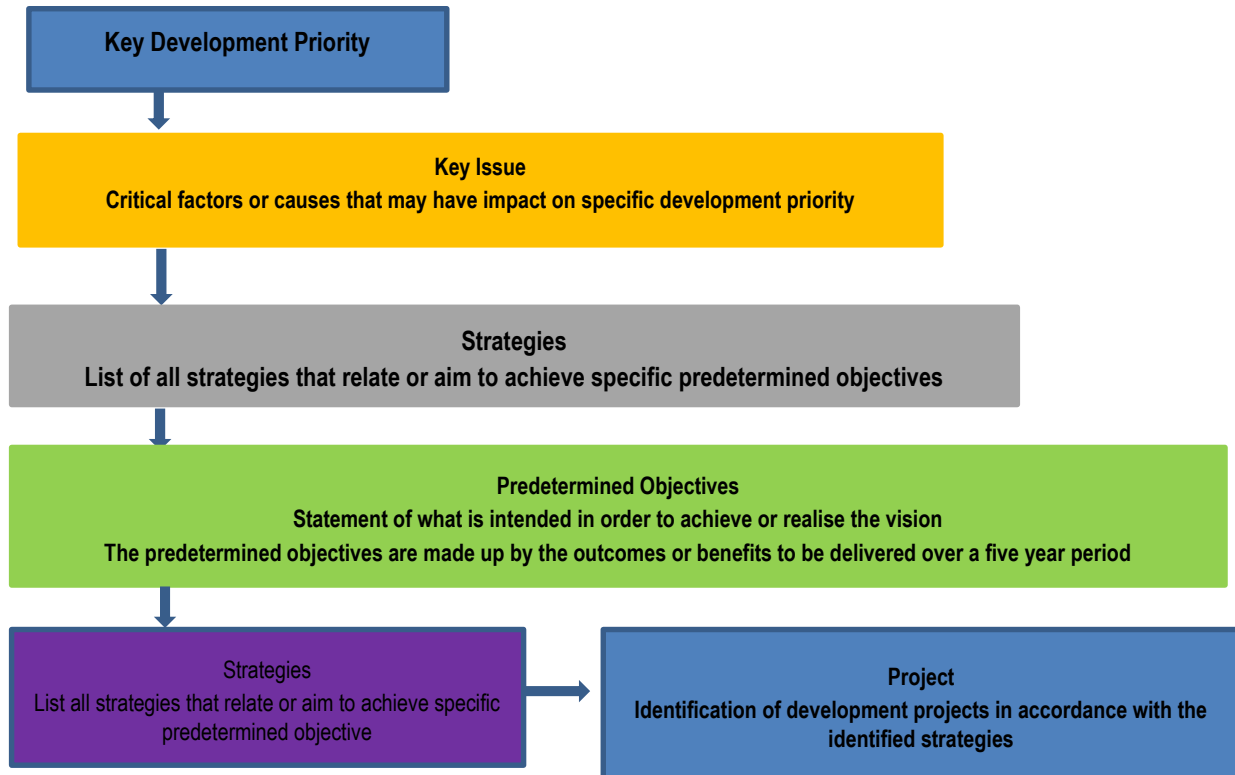 Key Development Priority
Key Issue
Critical factors or causes that may have impact on specific development priority
Strategies
List of all strategies that relate or aim to achieve specific predetermined objectives
Predetermined Objectives
Statement of what is intended in order to achieve or realise the vision
The predetermined objectives are made up by the outcomes or benefits to be delivered over a five year period
Strategies
List all strategies that relate or aim to achieve specific
predetermined objective
Project
Identification of development projects in accordance with the
identified strategies